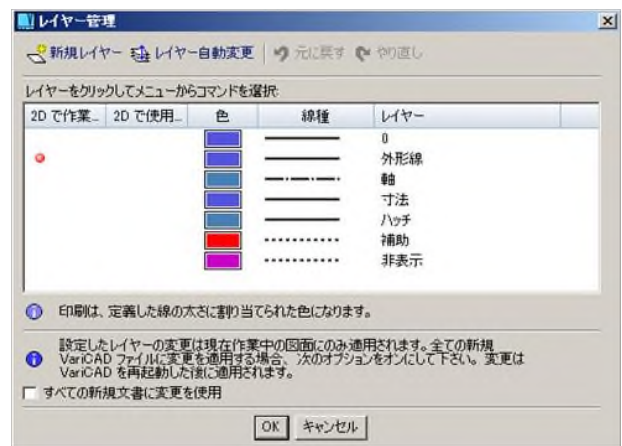 レイヤー管理
新規レイヤー レイヤー自動変更 元に戻す やり直し
レイヤーをクリックしてメニューからコマンドを選択:
2D で作業... 2D で使用... 色 線種 レイヤー
0
外形線
軸
寸法
ハッチ
補助
非表示
印刷は、定義した線の太さに割り当てられた色になります。
設定したレイヤーの変更は現在作業中の図面にのみ適用されます。全ての新規
VariCAD ファイルに変更を適用する場合、次のオプションをオンにして下さい。変更は
VariCAD を再起動した後に適用されます。
すべての新規文書に変更を使用
OK キャンセル